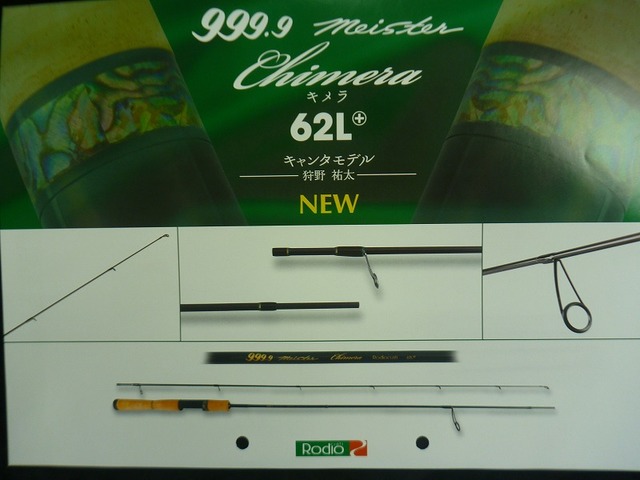 999.9 Meister
Chimera
キメラ
62L+
キャンタモデル
狩野 祐太
NEW
999.9 Meister Chimera
Rodio